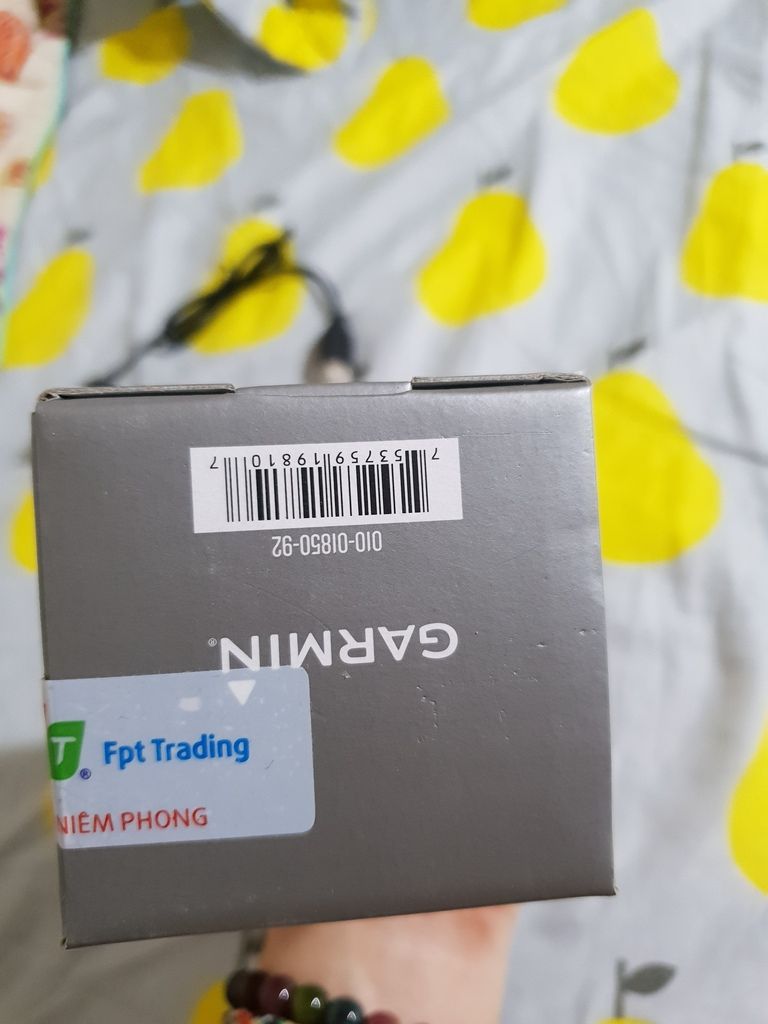 7 53759 19810 7
010-01850-92
GARMIN®
T® Fpt Trading
NIÊM PHONG